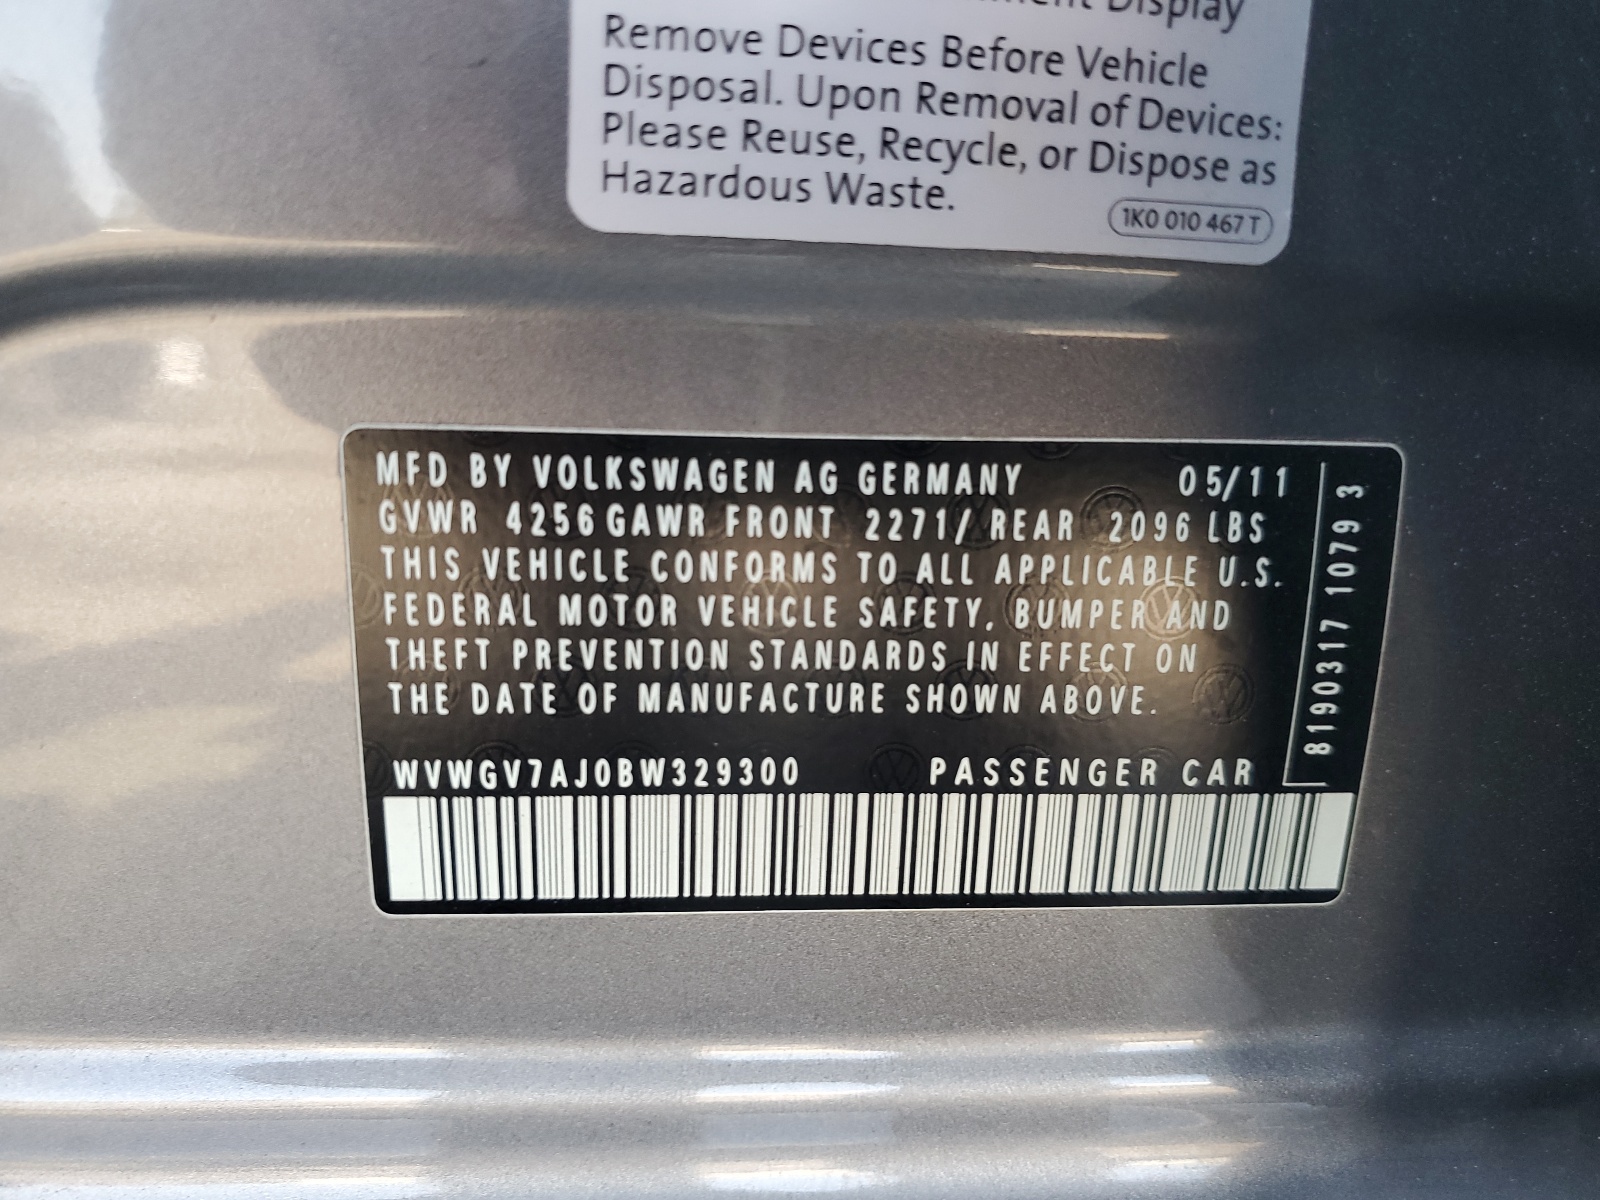 Display
Remove Devices Before Vehicle
Disposal. Upon Removal of Devices:
Please Reuse, Recycle, or Dispose as
Hazardous Waste.
1K0 010 467 T
MFD BY VOLKSWAGEN AG GERMANY 05/11
GVWR 4256 GAWR FRONT 2271/ REAR 2096 LBS
THIS VEHICLE CONFORMS TO ALL APPLICABLE U.S.
FEDERAL MOTOR VEHICLE SAFETY, BUMPER AND
THEFT PREVENTION STANDARDS IN EFFECT ON
THE DATE OF MANUFACTURE SHOWN ABOVE.
WVWGV7AJ0BW329300 PASSENGER CAR
8190317 1079 3